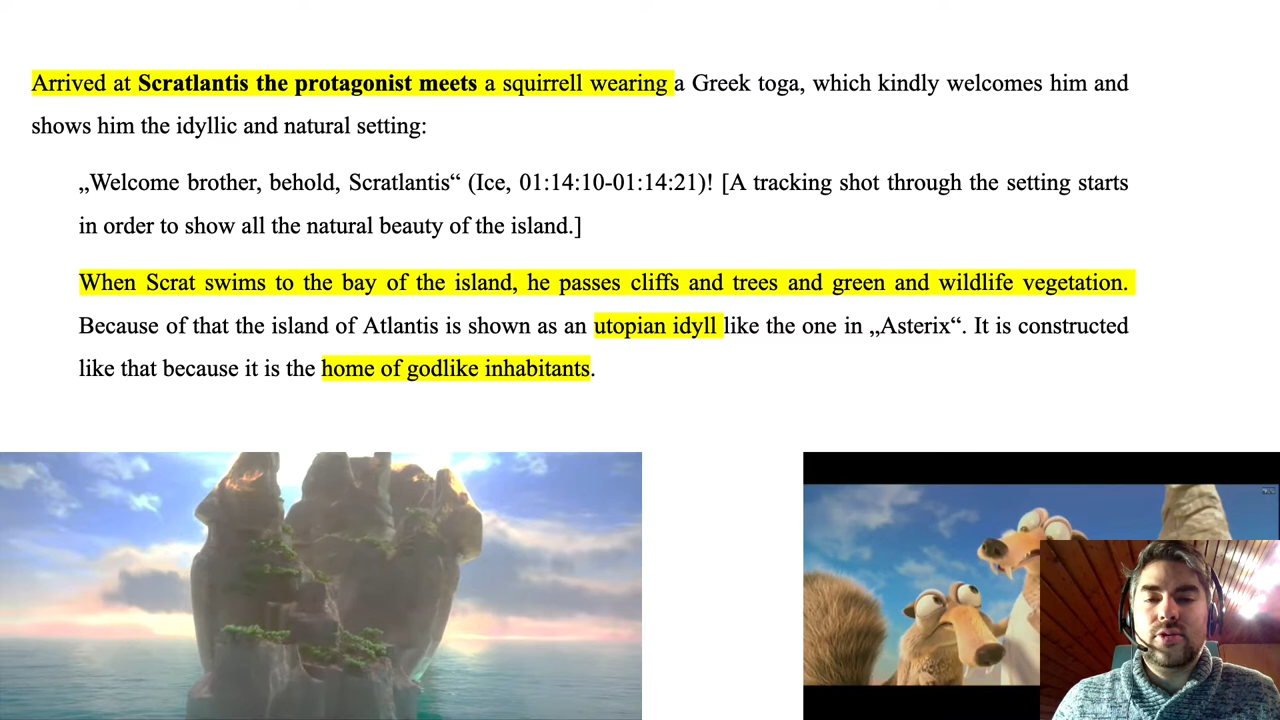 Arrived at Scratlantis the protagonist meets a squirrell wearing a Greek toga, which kindly welcomes him and
shows him the idyllic and natural setting:
„Welcome brother, behold, Scratlantis“ (Ice, 01:14:10-01:14:21)! [A tracking shot through the setting starts
in order to show all the natural beauty of the island.]
When Scrat swims to the bay of the island, he passes cliffs and trees and green and wildlife vegetation.
Because of that the island of Atlantis is shown as an utopian idyll like the one in „Asterix“. It is constructed
like that because it is the home of godlike inhabitants.